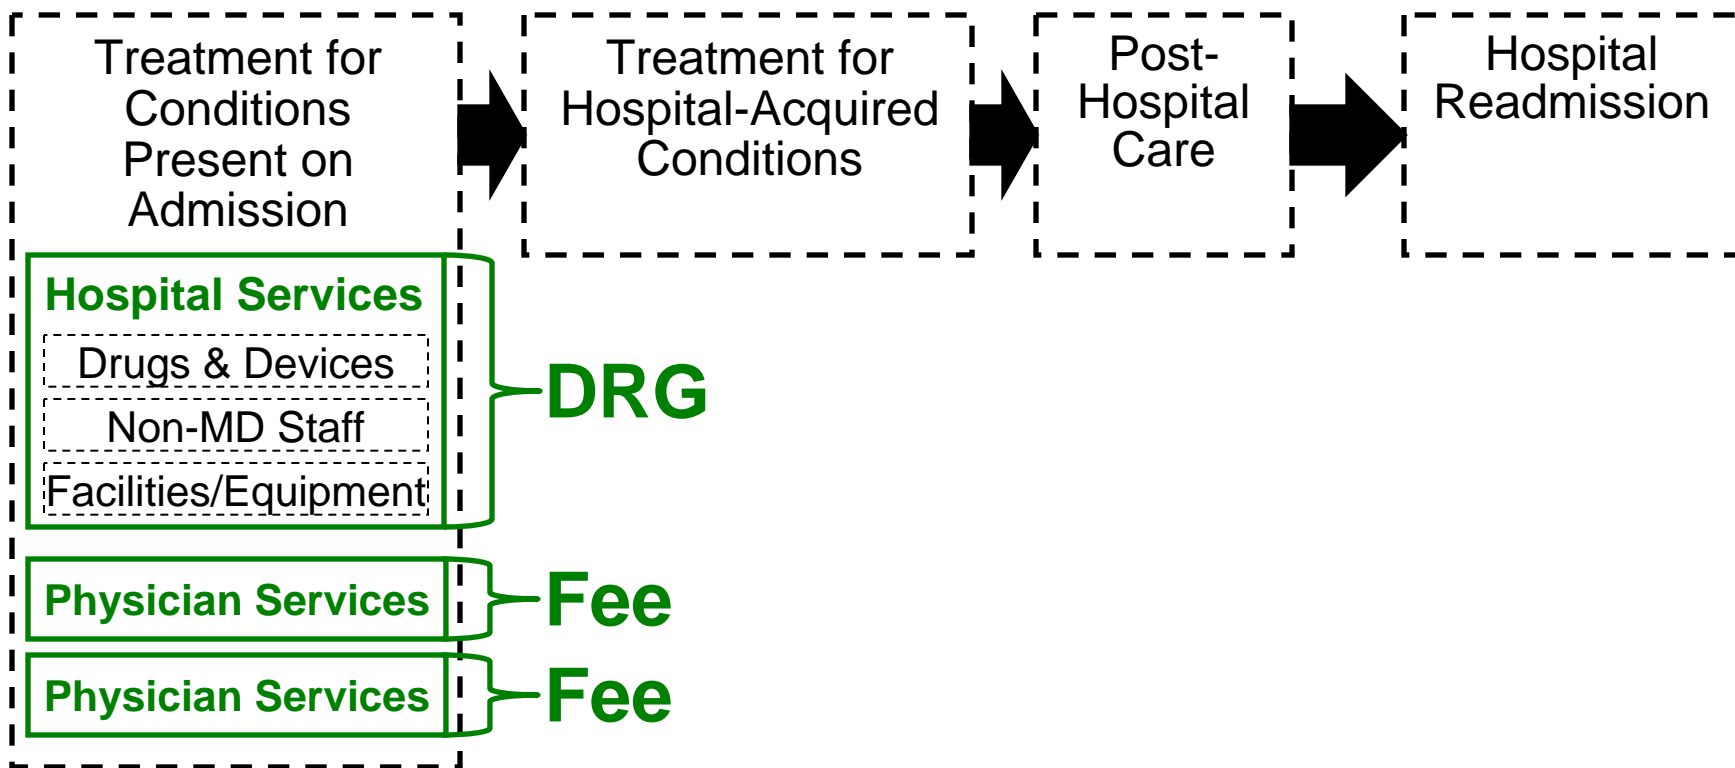 Treatment for
Conditions
Present on
Admission
Treatment for
Hospital-Acquired
Conditions
Post-
Hospital
Care
Hospital
Readmission
Hospital Services
Drugs & Devices
Non-MD Staff
Facilities/Equipment
DRG
Physician Services
Fee
Physician Services
Fee